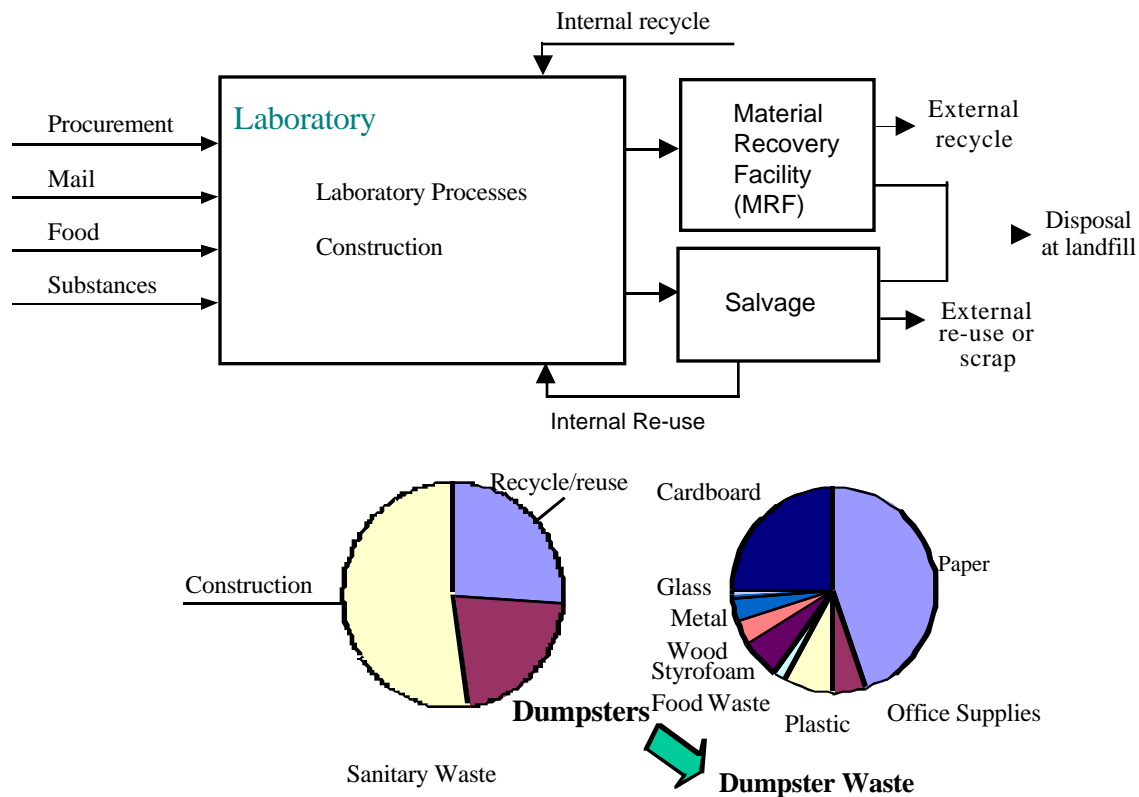 Internal recycle
Procurement
Mail
Food
Substances
Laboratory
Laboratory Processes
Construction
Material
Recovery
Facility
(MRF)
External
recycle
Disposal
at landfill
Salvage
External
re-use or
scrap
Internal Re-use
Recycle/reuse
Construction
Dumpsters
Sanitary Waste
Cardboard
Paper
Glass
Metal
Wood
Styrofoam
Food Waste
Plastic
Office Supplies
Dumpster Waste